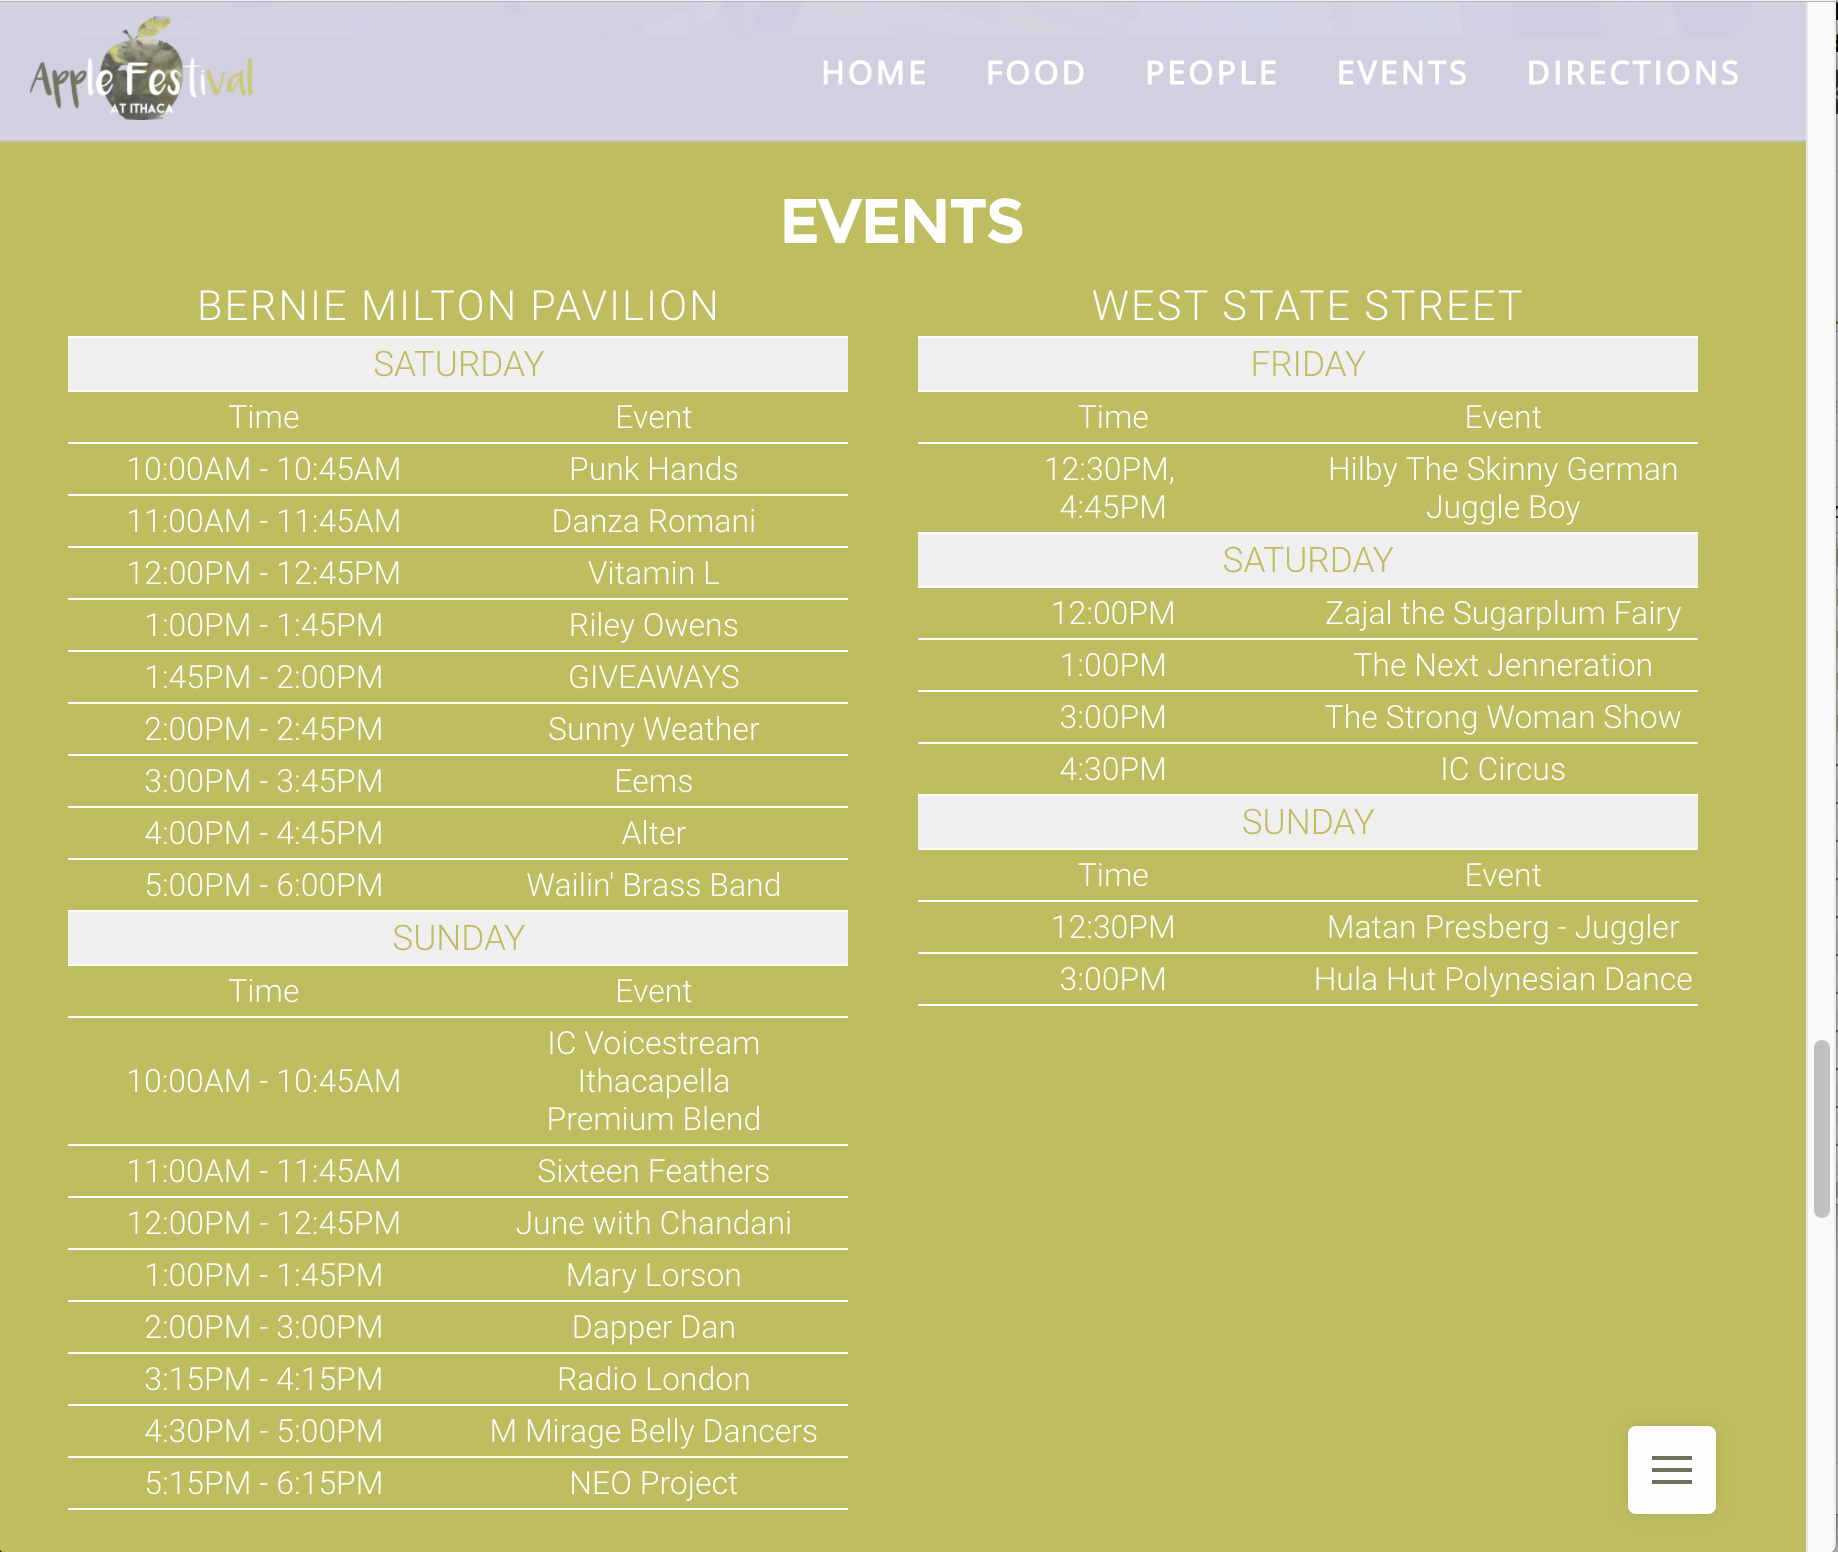 Apple Festival
AT ITHACA
HOME FOOD PEOPLE EVENTS DIRECTIONS
EVENTS
BERNIE MILTON PAVILION
SATURDAY
Time Event
10:00AM - 10:45AM Punk Hands
11:00AM - 11:45AM Danza Romani
12:00PM - 12:45PM Vitamin L
1:00PM - 1:45PM Riley Owens
1:45PM - 2:00PM GIVEAWAYS
2:00PM - 2:45PM Sunny Weather
3:00PM - 3:45PM Eems
4:00PM - 4:45PM Alter
5:00PM - 6:00PM Wailin' Brass Band
SUNDAY
Time Event
10:00AM - 10:45AM IC Voicestream
Ithacapella
Premium Blend
11:00AM - 11:45AM Sixteen Feathers
12:00PM - 12:45PM June with Chandani
1:00PM - 1:45PM Mary Lorson
2:00PM - 3:00PM Dapper Dan
3:15PM - 4:15PM Radio London
4:30PM - 5:00PM M Mirage Belly Dancers
5:15PM - 6:15PM NEO Project
WEST STATE STREET
FRIDAY
Time Event
12:30PM, Hilby The Skinny German
4:45PM Juggle Boy
SATURDAY
12:00PM Zajal the Sugarplum Fairy
1:00PM The Next Jenneration
3:00PM The Strong Woman Show
4:30PM IC Circus
SUNDAY
Time Event
12:30PM Matan Presberg - Juggler
3:00PM Hula Hut Polynesian Dance